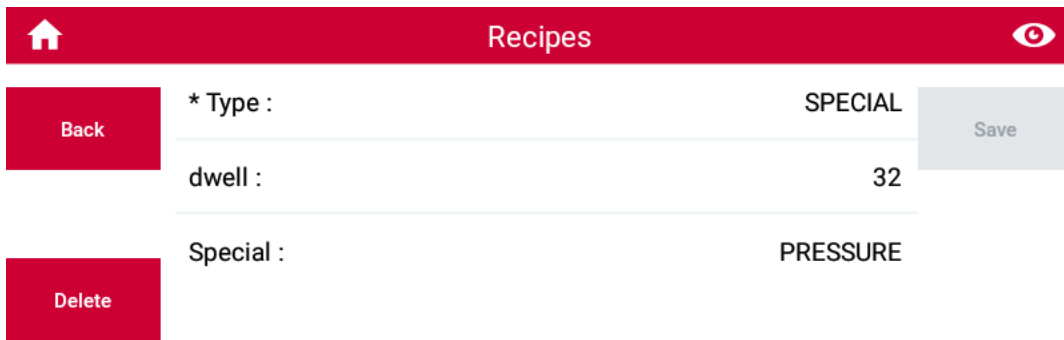 Recipes
Back
* Type : SPECIAL
Save
dwell : 32
Special : PRESSURE
Delete